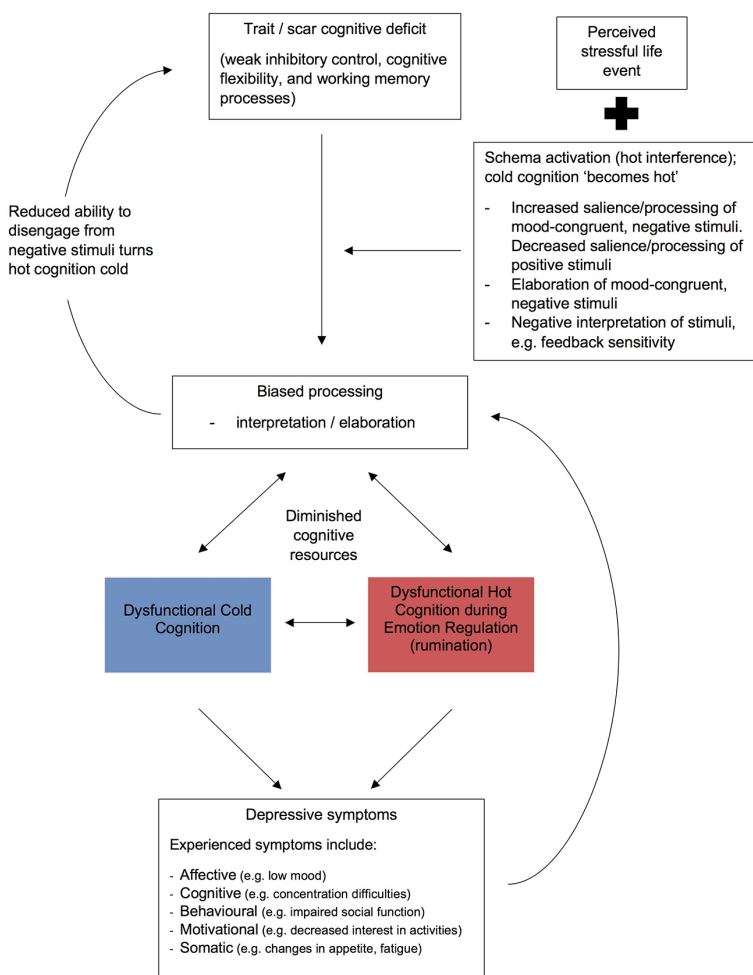 Trait / scar cognitive deficit
(weak inhibitory control, cognitive
flexibility, and working memory
processes)
Perceived
stressful life
event
Schema activation (hot interference);
cold cognition ‘becomes hot’
- Increased salience/processing of
mood-congruent, negative stimuli.
Decreased salience/processing of
positive stimuli
- Elaboration of mood-congruent,
negative stimuli
- Negative interpretation of stimuli,
e.g. feedback sensitivity
Reduced ability to
disengage from
negative stimuli turns
hot cognition cold
Biased processing
- interpretation / elaboration
Diminished
cognitive
resources
Dysfunctional Cold
Cognition
Dysfunctional Hot
Cognition during
Emotion Regulation
(rumination)
Depressive symptoms
Experienced symptoms include:
- Affective (e.g. low mood)
- Cognitive (e.g. concentration difficulties)
- Behavioural (e.g. impaired social function)
- Motivational (e.g. decreased interest in activities)
- Somatic (e.g. changes in appetite, fatigue)